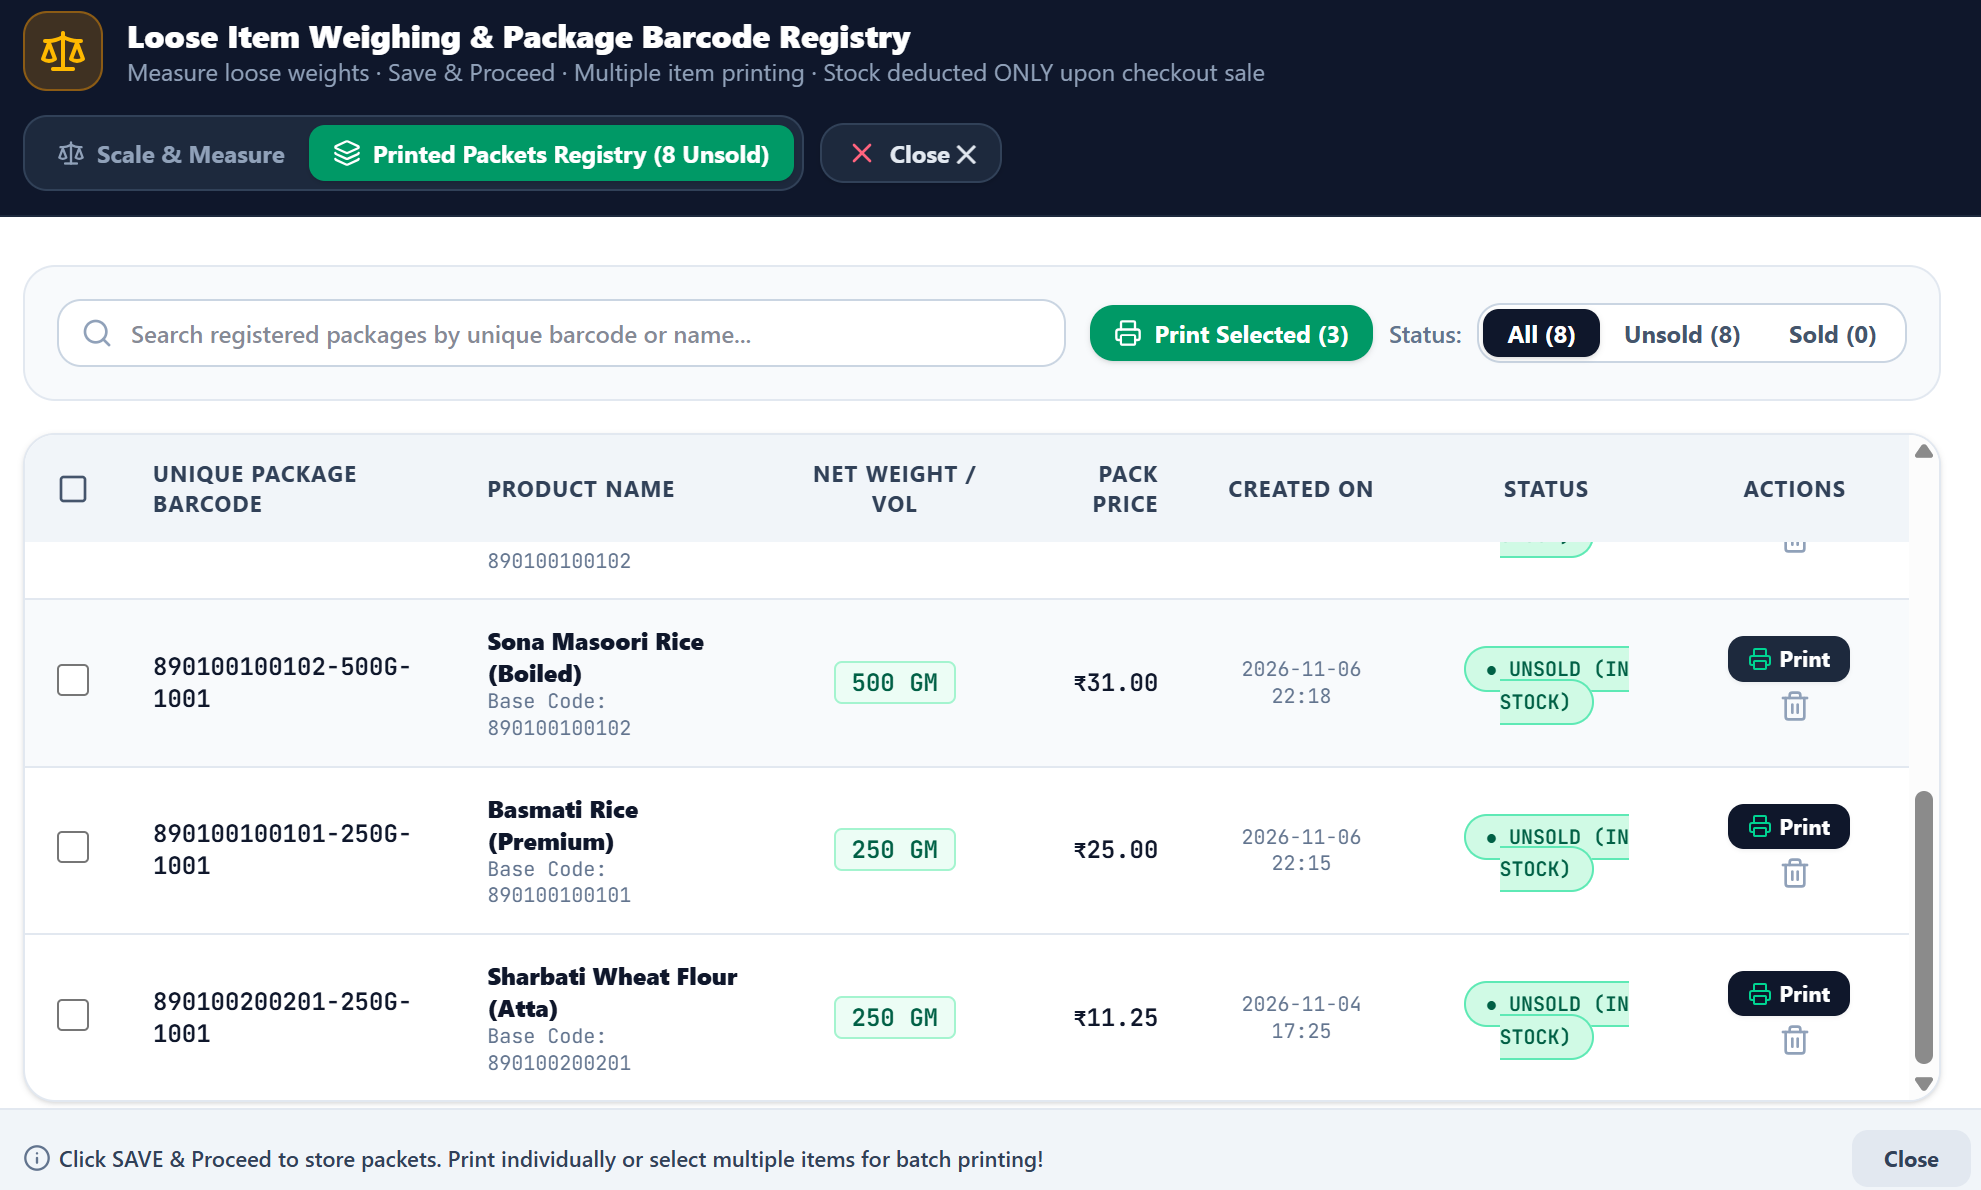 Loose Item Weighing & Package Barcode Registry
Measure loose weights · Save & Proceed · Multiple item printing · Stock deducted ONLY upon checkout sale
Scale & Measure
Printed Packets Registry (8 Unsold)
Close
Search registered packages by unique barcode or name...
Print Selected (3)
Status:
All (8)
Unsold (8)
Sold (0)
UNIQUE PACKAGE
BARCODE
PRODUCT NAME
NET WEIGHT /
VOL
PACK
PRICE
CREATED ON
STATUS
ACTIONS
890100100102
890100100102-500G-
1001
Sona Masoori Rice
(Boiled)
Base Code:
890100100102
500 GM
₹31.00
2026-11-06
22:18
● UNSOLD (IN
STOCK)
Print
890100100101-250G-
1001
Basmati Rice
(Premium)
Base Code:
890100100101
250 GM
₹25.00
2026-11-06
22:15
● UNSOLD (IN
STOCK)
Print
890100200201-250G-
1001
Sharbati Wheat Flour
(Atta)
Base Code:
890100200201
250 GM
₹11.25
2026-11-04
17:25
● UNSOLD (IN
STOCK)
Print
Click SAVE & Proceed to store packets. Print individually or select multiple items for batch printing!
Close